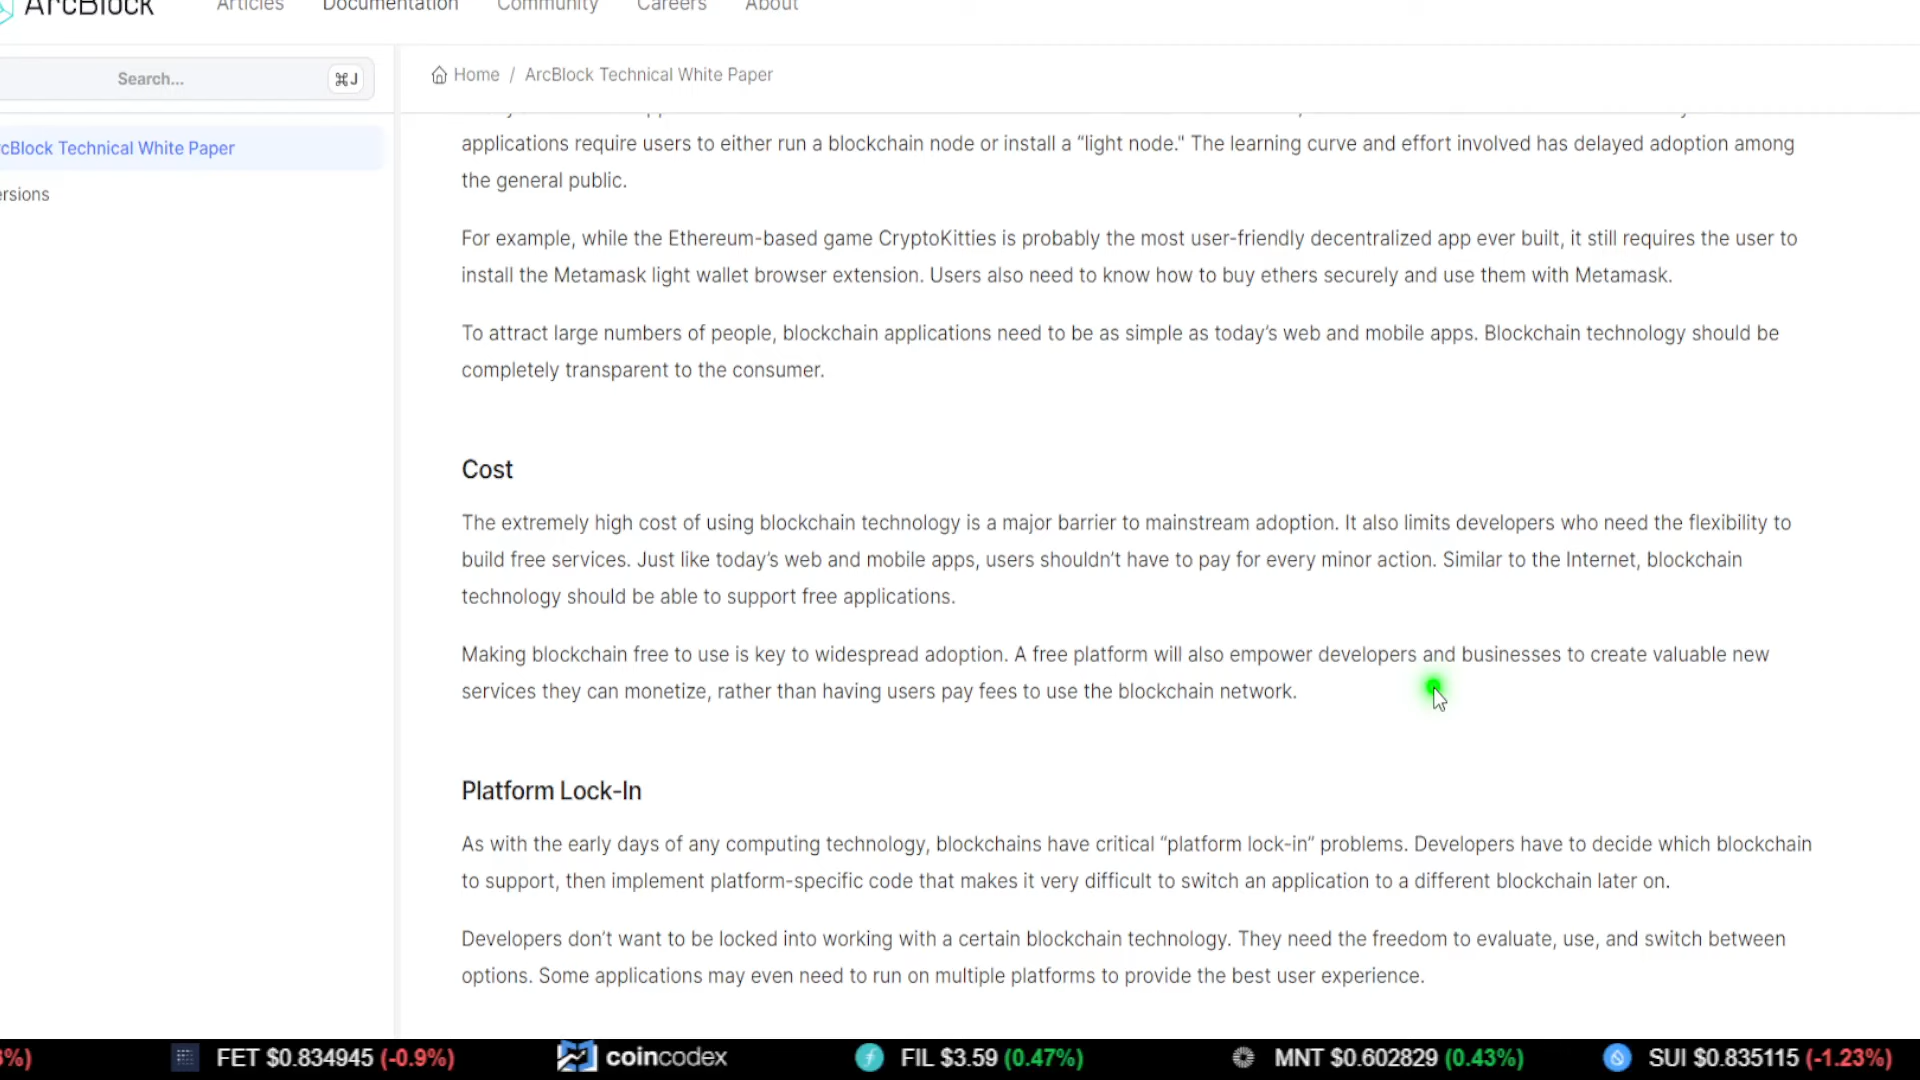 ArcBlock
Articles
Documentation
Community
Careers
About
Search...
⌘J
Home / ArcBlock Technical White Paper
cBlock Technical White Paper
ersions
applications require users to either run a blockchain node or install a “light node." The learning curve and effort involved has delayed adoption among
the general public.
For example, while the Ethereum-based game CryptoKitties is probably the most user-friendly decentralized app ever built, it still requires the user to
install the Metamask light wallet browser extension. Users also need to know how to buy ethers securely and use them with Metamask.
To attract large numbers of people, blockchain applications need to be as simple as today’s web and mobile apps. Blockchain technology should be
completely transparent to the consumer.
Cost
The extremely high cost of using blockchain technology is a major barrier to mainstream adoption. It also limits developers who need the flexibility to
build free services. Just like today’s web and mobile apps, users shouldn’t have to pay for every minor action. Similar to the Internet, blockchain
technology should be able to support free applications.
Making blockchain free to use is key to widespread adoption. A free platform will also empower developers and businesses to create valuable new
services they can monetize, rather than having users pay fees to use the blockchain network.
Platform Lock-In
As with the early days of any computing technology, blockchains have critical “platform lock-in” problems. Developers have to decide which blockchain
to support, then implement platform-specific code that makes it very difficult to switch an application to a different blockchain later on.
Developers don’t want to be locked into working with a certain blockchain technology. They need the freedom to evaluate, use, and switch between
options. Some applications may even need to run on multiple platforms to provide the best user experience.
%) FET $0.834945 (-0.9%) coincodex FIL $3.59 (0.47%) MNT $0.602829 (0.43%) SUI $0.835115 (-1.23%)